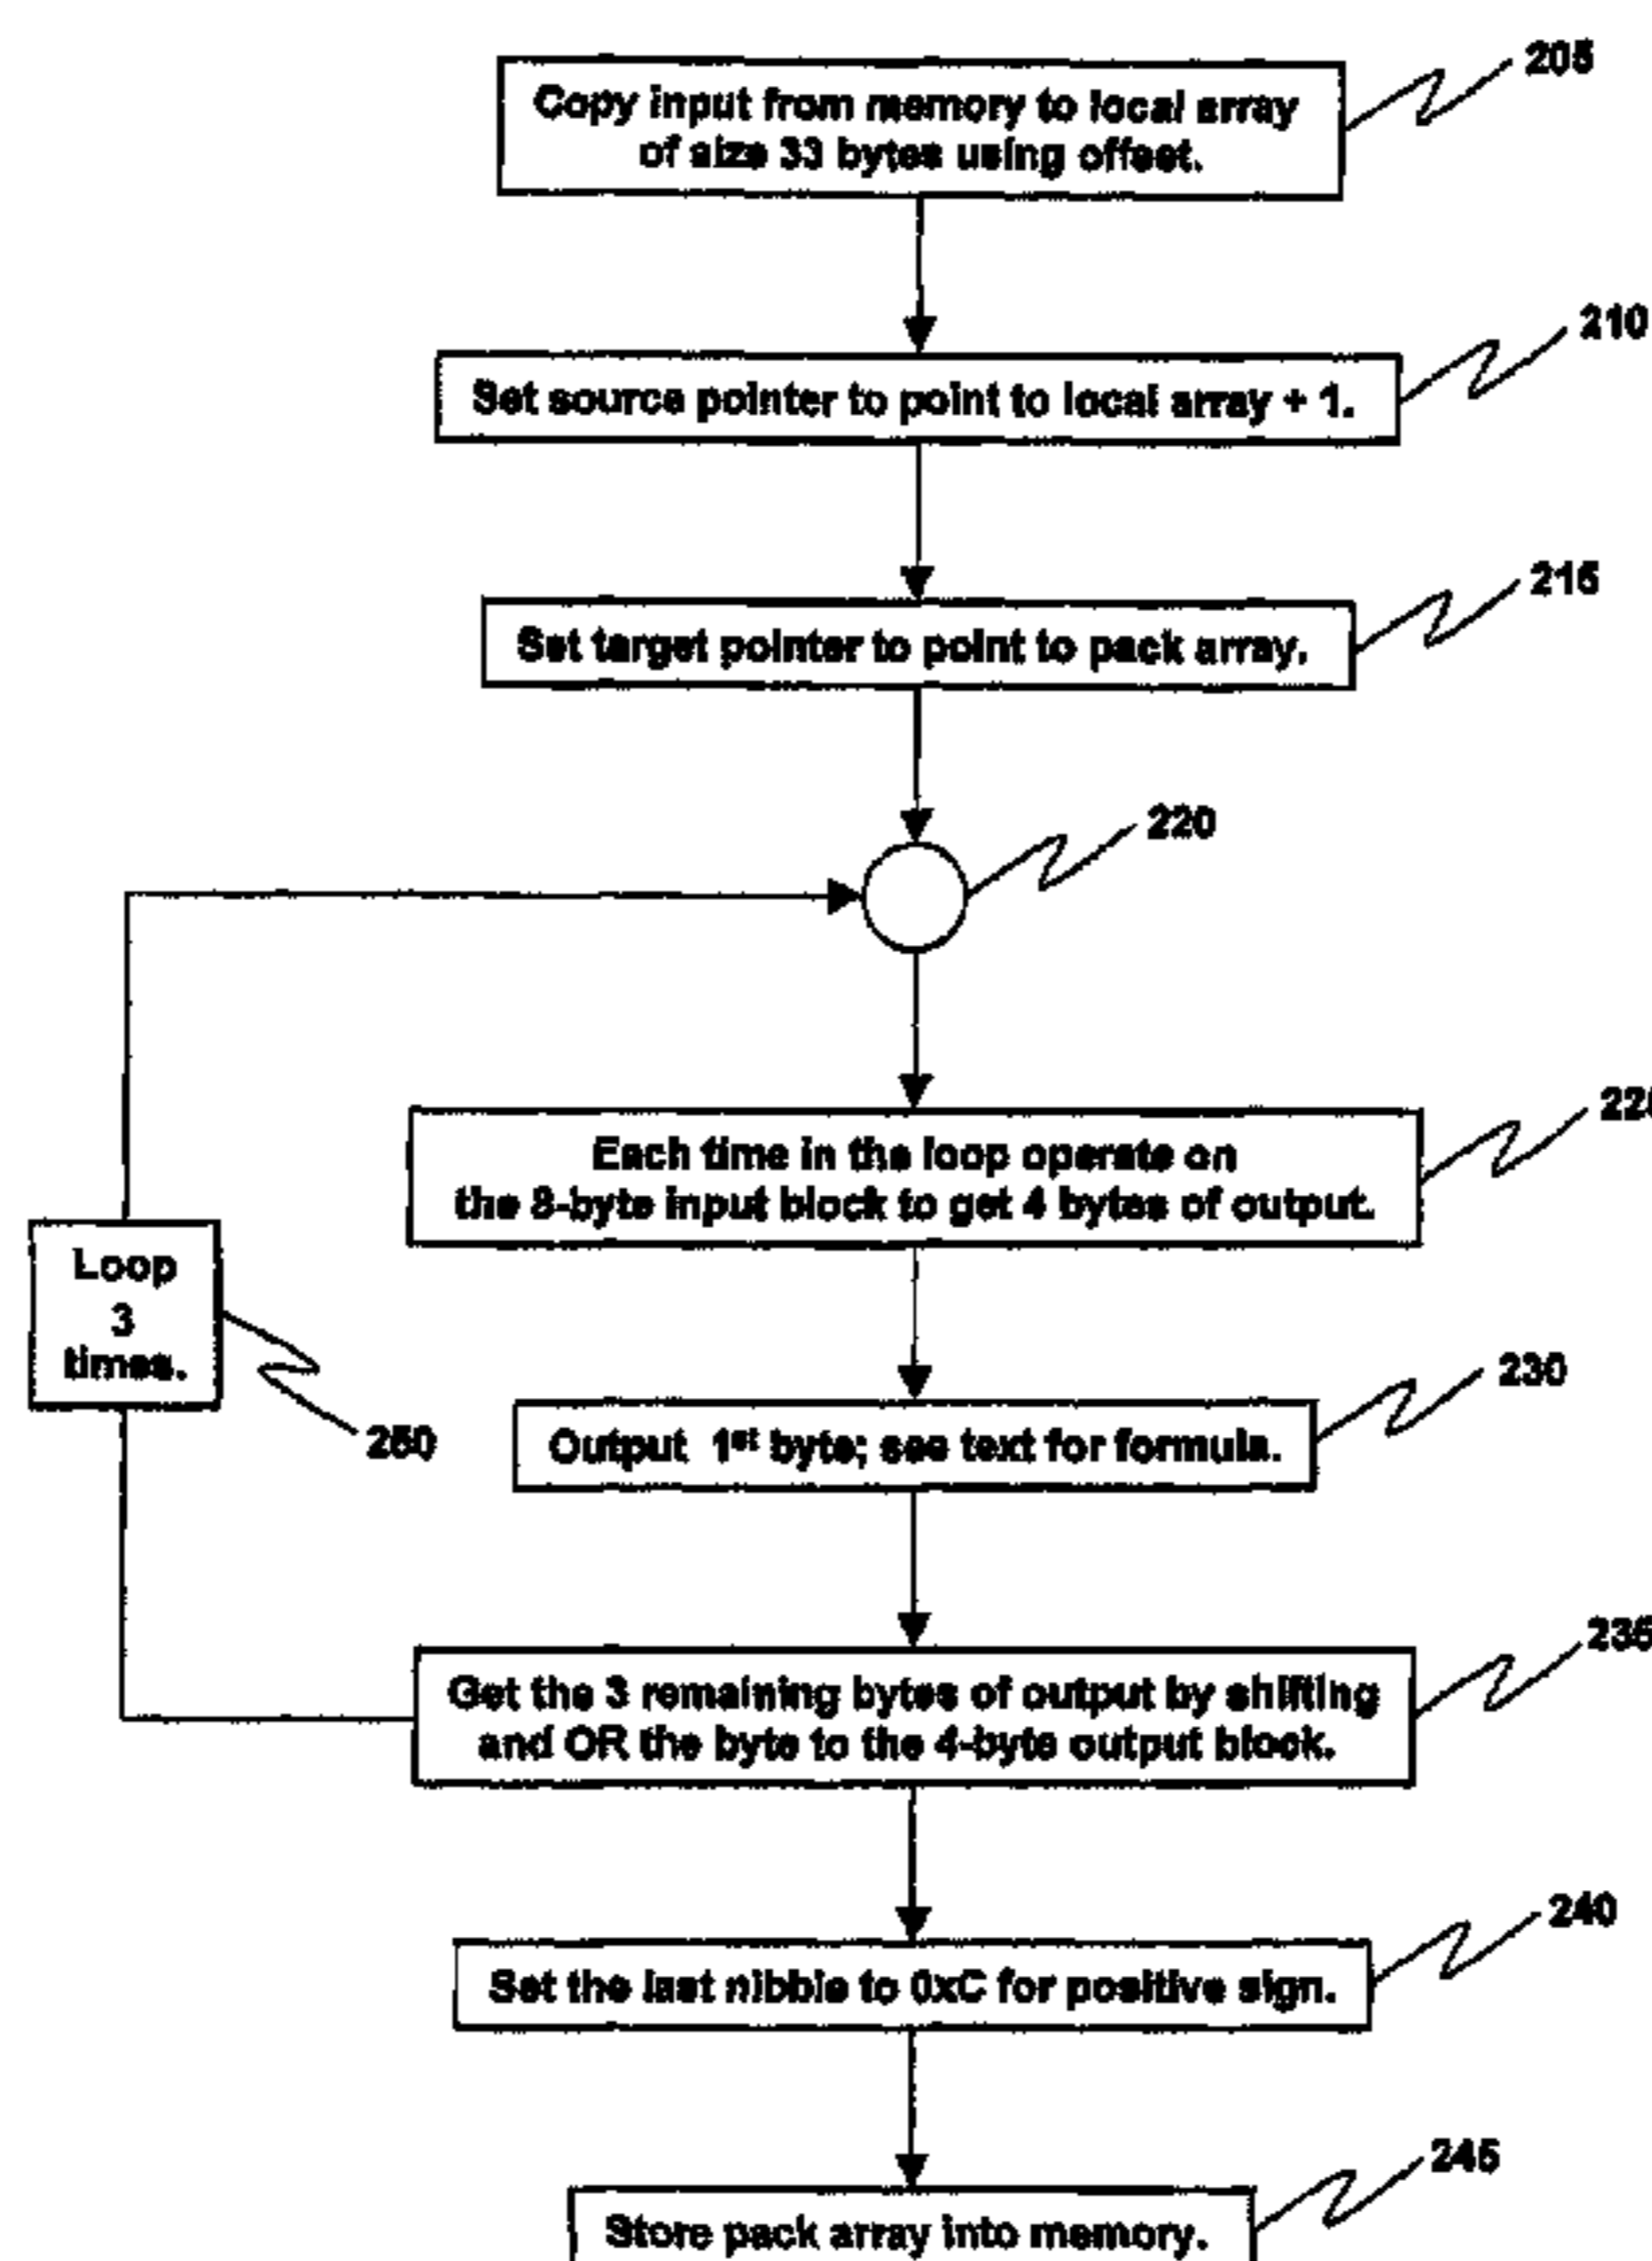 205
Copy input from memory to local array
of size 33 bytes using offset.
210
Set source pointer to point to local array + 1.
215
Set target pointer to point to pack array.
220
Each time in the loop operate on
the 8-byte input block to get 4 bytes of output.
Loop
3
times.
250
230
Output 1st byte; see text for formula.
235
Get the 3 remaining bytes of output by shifting
and OR the byte to the 4-byte output block.
240
Set the last nibble to 0xC for positive sign.
245
Store pack array into memory.